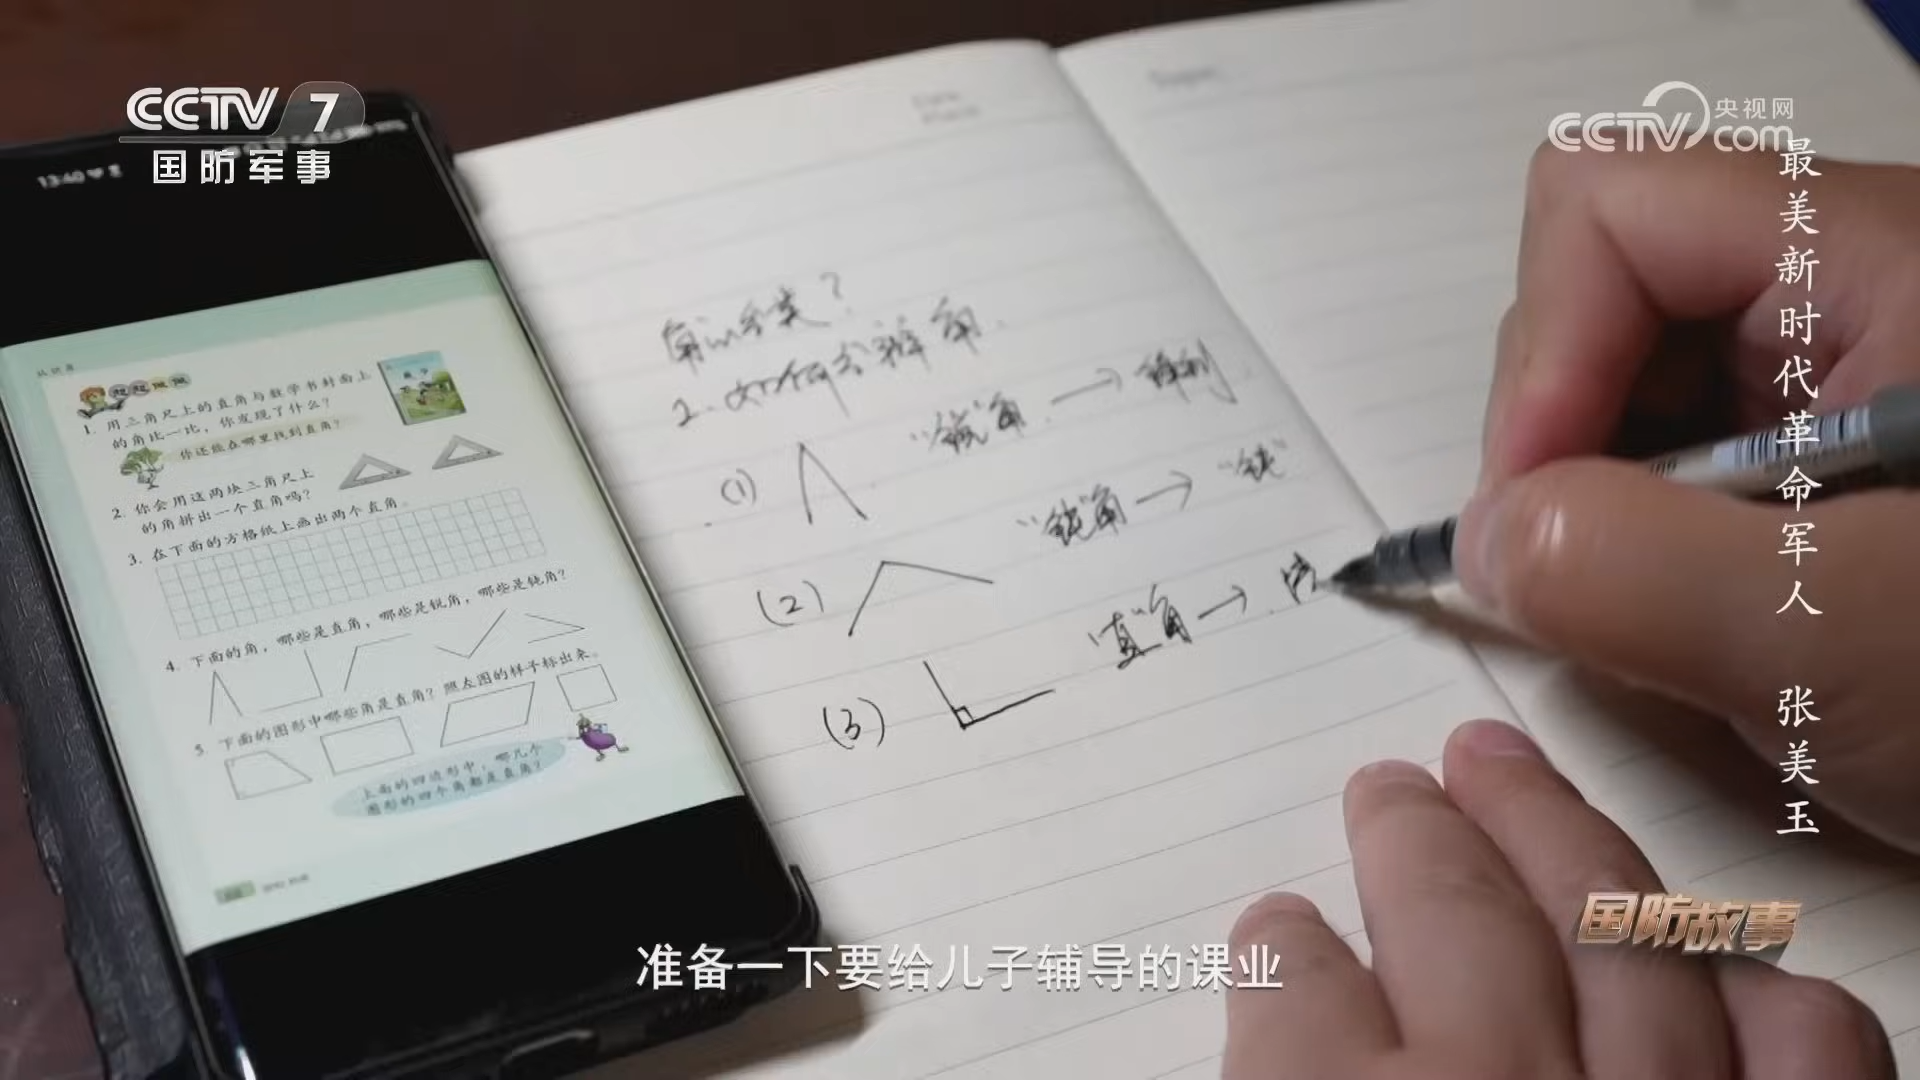 CCTV 7
国防军事
央视网
CCTV com
最美新时代革命军人 张美玉
13:40
认识角
想想做做
1. 用三角尺上的直角与数学书封面上
的角比一比，你发现了什么？
你还能在哪里找到直角？
2. 你会用这两块三角尺上
的角拼出一个直角吗？
3. 在下面的方格纸上画出两个直角。
4. 下面的角，哪些是直角，哪些是锐角，哪些是钝角？
5. 下面的图形中哪些角是直角？照左图的样子标出来。
上面的四边形中，哪几个
图形的四个角都是直角？
角的分类？
2. 如何分辨角.
(1) "锐"角 → 锋利
(2) "钝"角 → "钝"
(3) "直"角 →
国防故事
准备一下要给儿子辅导的课业